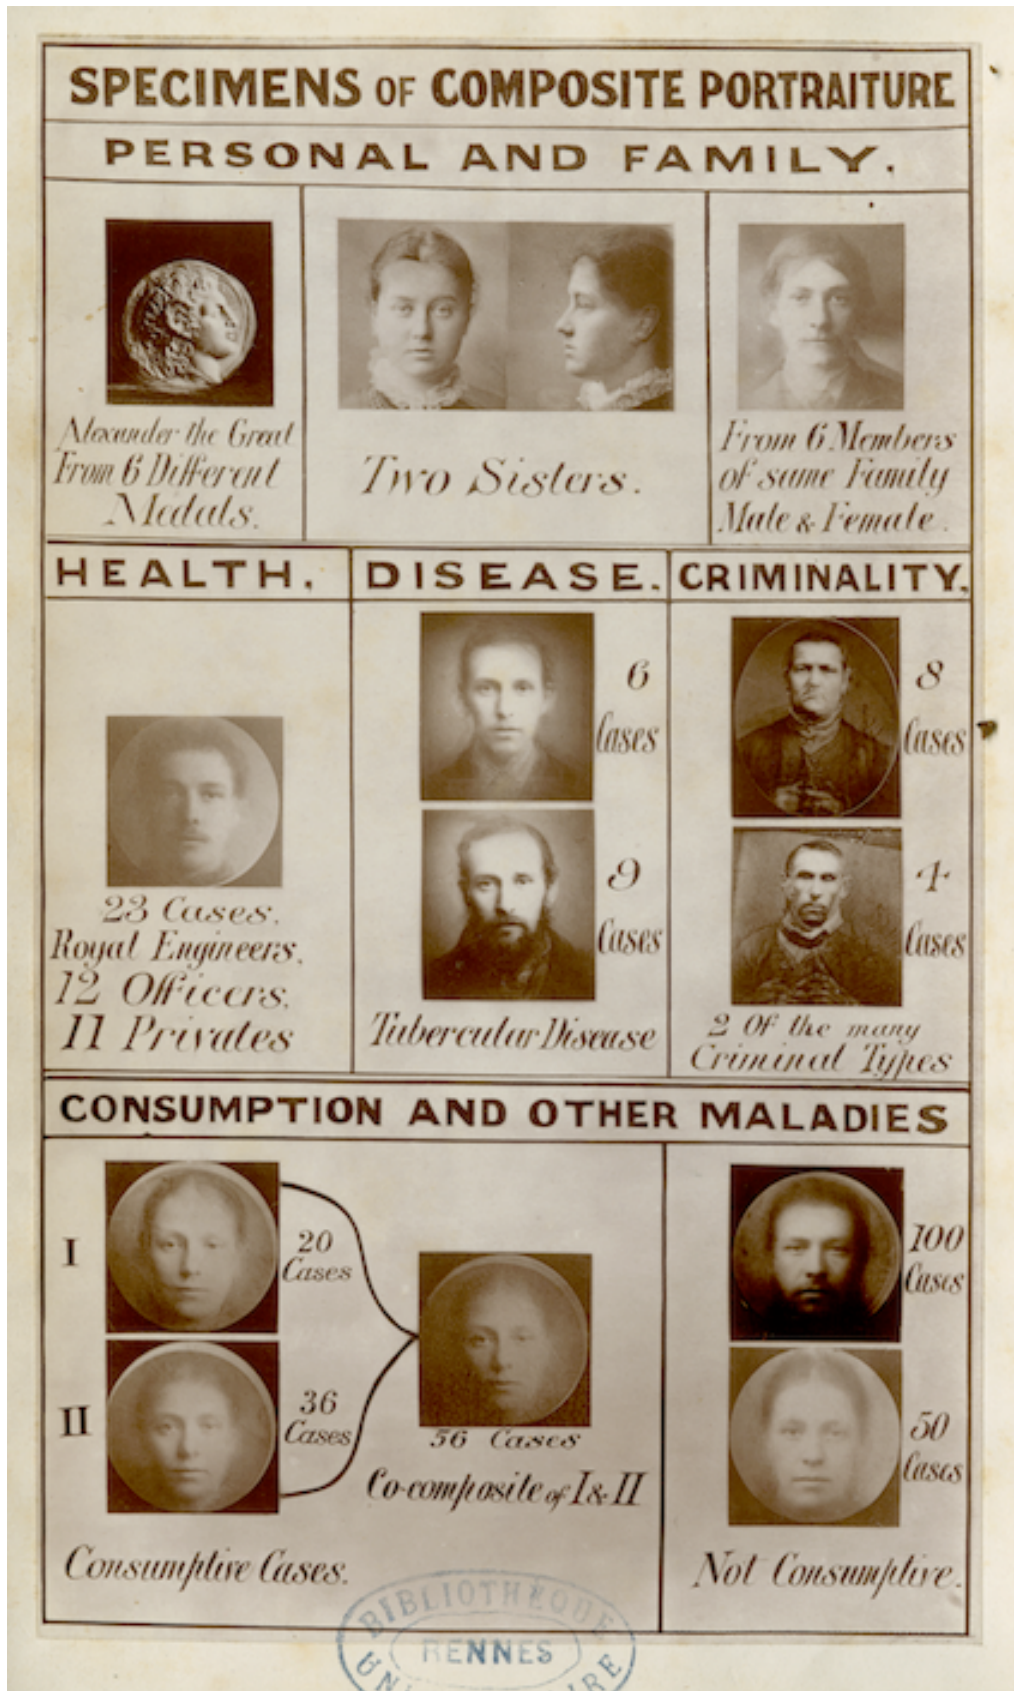 SPECIMENS OF COMPOSITE PORTRAITURE
PERSONAL AND FAMILY.
Alexander the Great
From 6 Different
Medals.
Two Sisters.
From 6 Members
of same Family
Male & Female.
HEALTH.
23 Cases.
Royal Engineers.
12 Officers.
11 Privates
DISEASE.
6
Cases
9
Cases
Tubercular Disease
CRIMINALITY.
8
Cases
4
Cases
2 Of the many
Criminal Types
CONSUMPTION AND OTHER MALADIES
I
20
Cases
II
36
Cases
56 Cases
Co-composite of I & II
Consumptive Cases.
100
Cases
50
Cases
Not Consumptive.
BIBLIOTHÈQUE
RENNES